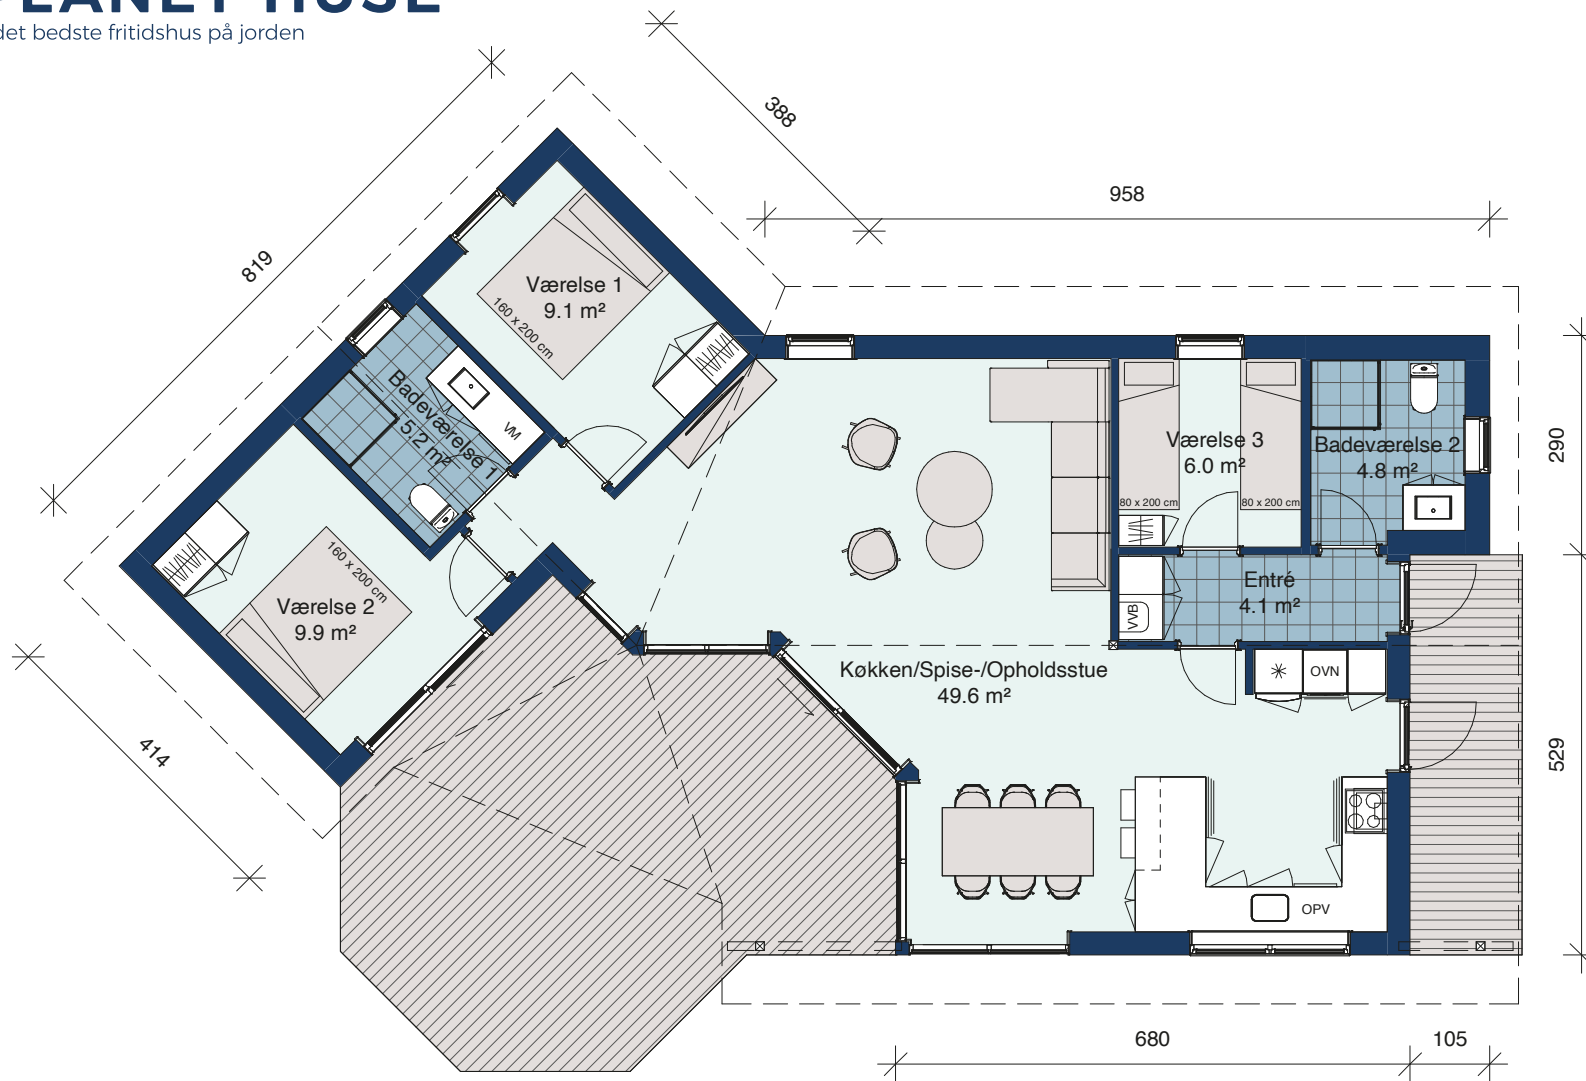 PLANET HUSE
det bedste fritidshus på jorden
388
958
819
Værelse 1
9.1 m²
160 x 200 cm
Badeværelse 1
5.2 m²
VM
Værelse 3
6.0 m²
80 x 200 cm
80 x 200 cm
Badeværelse 2
4.8 m²
290
160 x 200 cm
Værelse 2
9.9 m²
Entré
4.1 m²
VVB
Køkken/Spise-/Opholdsstue
49.6 m²
OVN
414
529
OPV
680
105